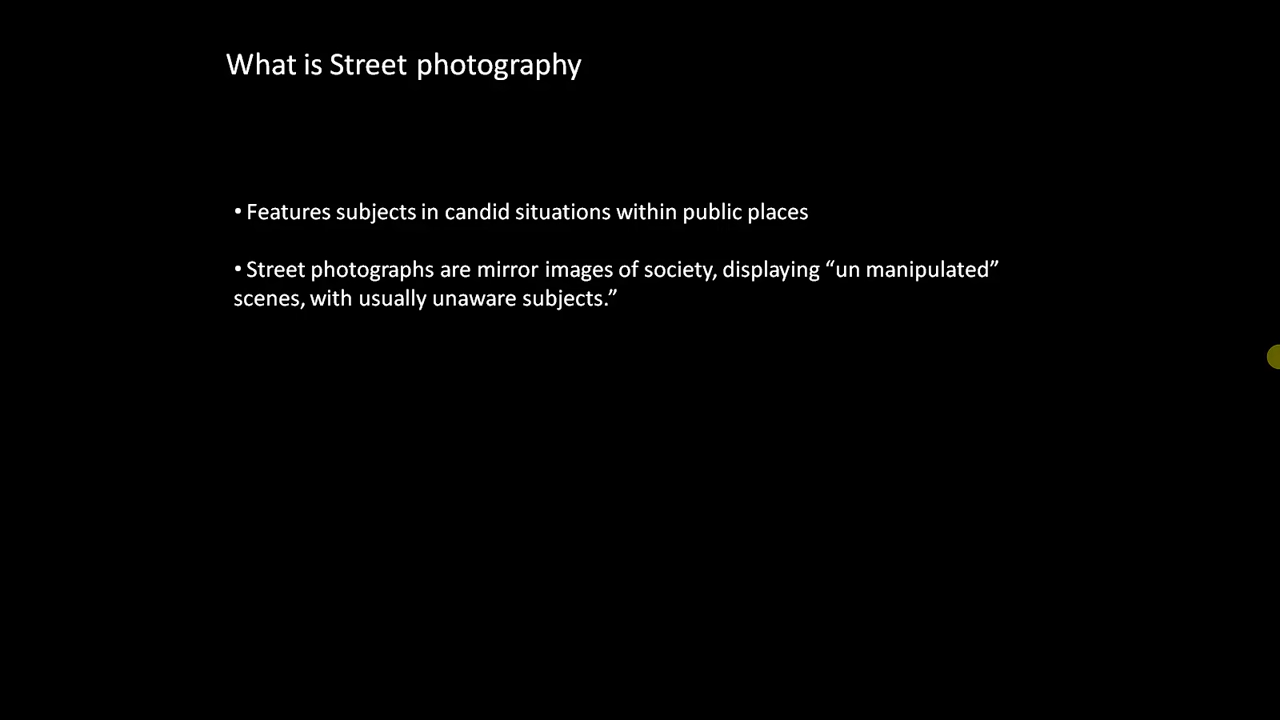 What is Street photography
• Features subjects in candid situations within public places
• Street photographs are mirror images of society, displaying “un manipulated”
scenes, with usually unaware subjects.”